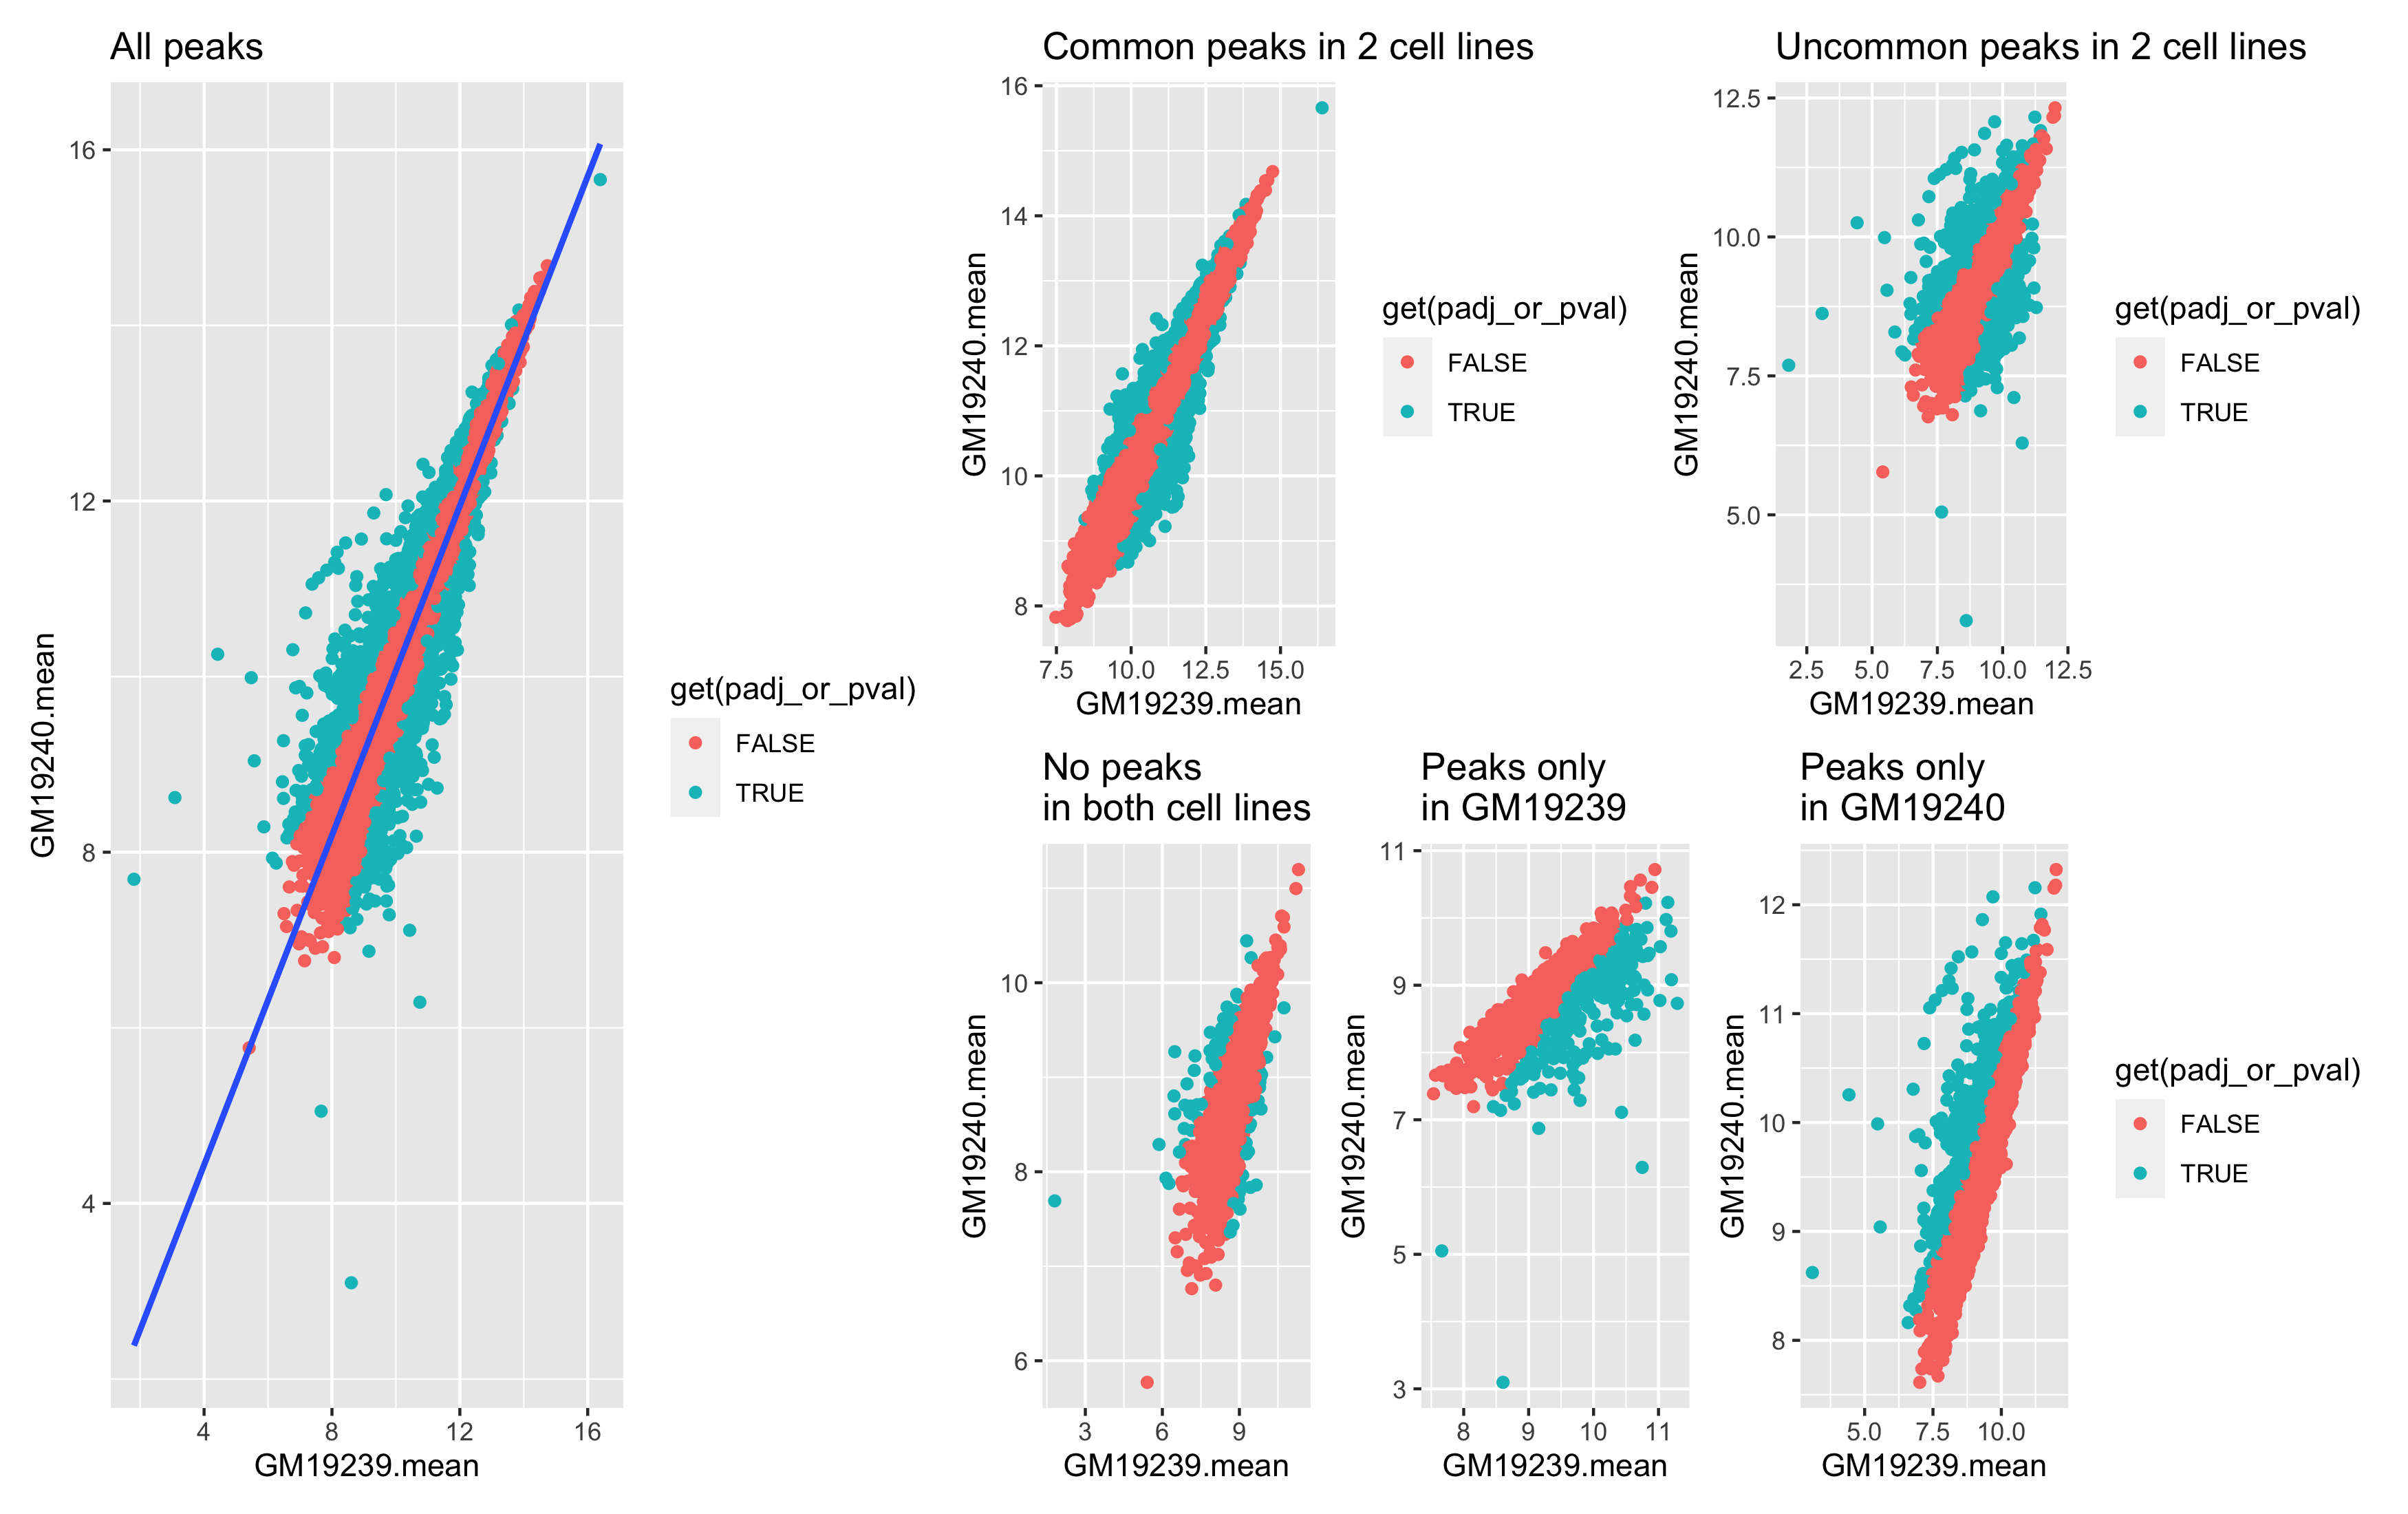 All peaks
16
12
8
4
GM19240.mean
4 8 12 16
GM19239.mean
get(padj_or_pval)
FALSE
TRUE
Common peaks in 2 cell lines
16
14
12
10
8
GM19240.mean
7.5 10.0 12.5 15.0
GM19239.mean
get(padj_or_pval)
FALSE
TRUE
Uncommon peaks in 2 cell lines
12.5
10.0
7.5
5.0
GM19240.mean
2.5 5.0 7.5 10.0 12.5
GM19239.mean
get(padj_or_pval)
FALSE
TRUE
No peaks
in both cell lines
10
8
6
GM19240.mean
3 6 9
GM19239.mean
Peaks only
in GM19239
11
9
7
5
3
GM19240.mean
8 9 10 11
GM19239.mean
Peaks only
in GM19240
12
11
10
9
8
GM19240.mean
5.0 7.5 10.0
GM19239.mean
get(padj_or_pval)
FALSE
TRUE